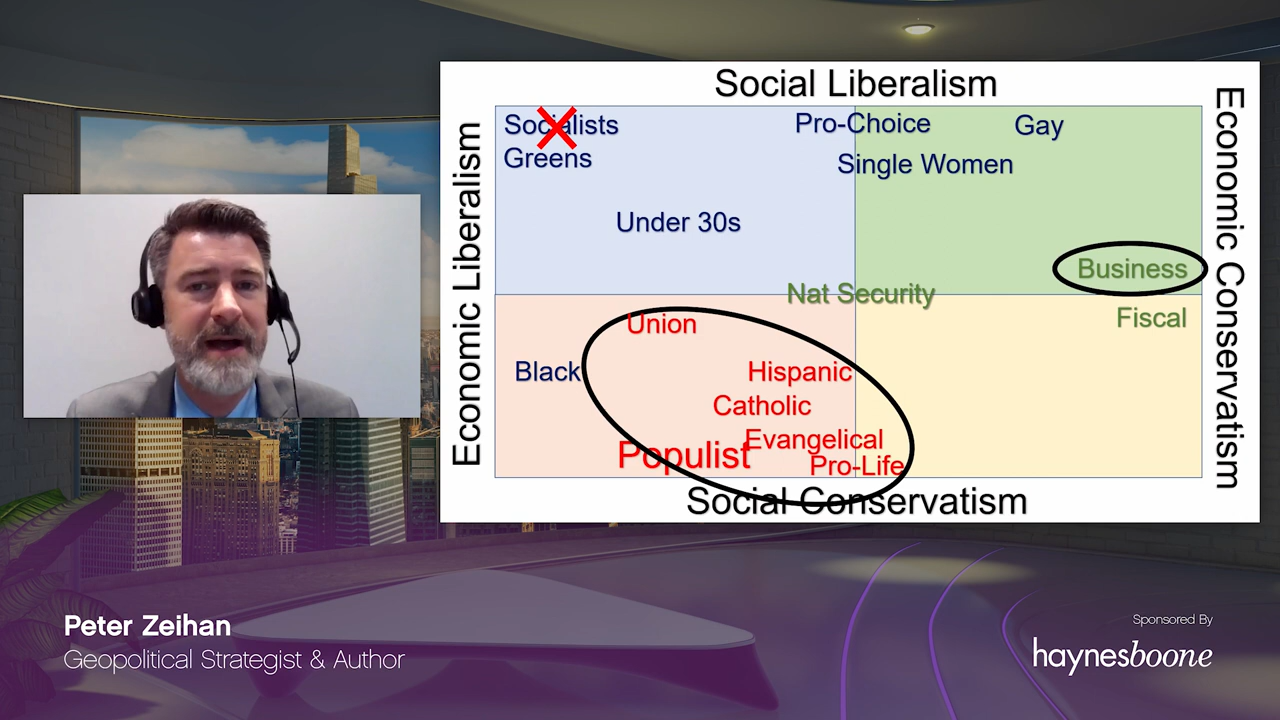 Social Liberalism
Economic Liberalism
Economic Conservatism
Socialists
Pro-Choice
Gay
Greens
Single Women
Under 30s
Business
Nat Security
Fiscal
Union
Black
Hispanic
Catholic
Evangelical
Populist
Pro-Life
Social Conservatism
Peter Zeihan
Geopolitical Strategist & Author
Sponsored By
haynesboone